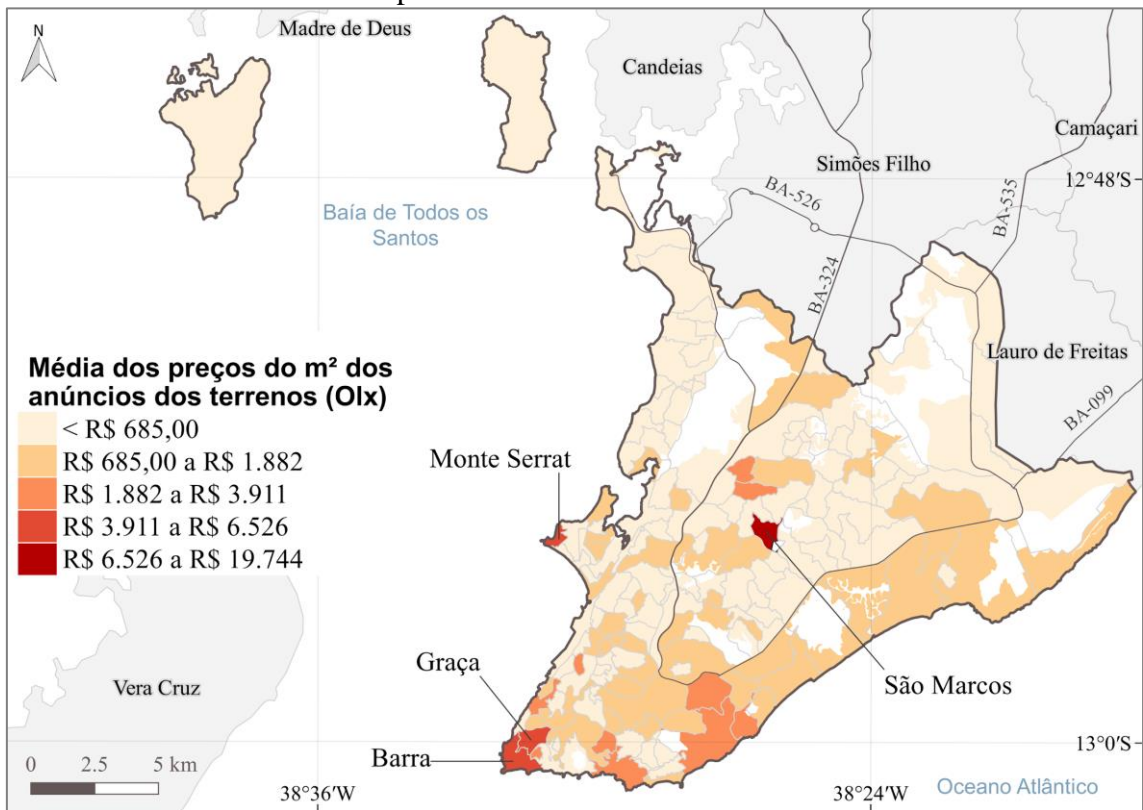 N
Madre de Deus
Candeias
Camaçari
Simões Filho
12°48'S
BA-526
BA-535
BA-324
Baía de Todos os
Santos
Lauro de Freitas
BA-099
Média dos preços do m² dos
anúncios dos terrenos (Olx)
< R$ 685,00
R$ 685,00 a R$ 1.882
R$ 1.882 a R$ 3.911
R$ 3.911 a R$ 6.526
R$ 6.526 a R$ 19.744
Monte Serrat
Graça
São Marcos
Vera Cruz
Barra
13°0'S
0 2.5 5 km
Oceano Atlântico
38°36'W
38°24'W